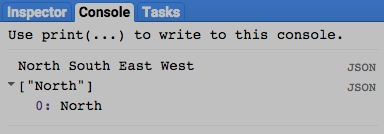 Inspector Console Tasks
Use print(...) to write to this console.
North South East West JSON
["North"] JSON
0: North